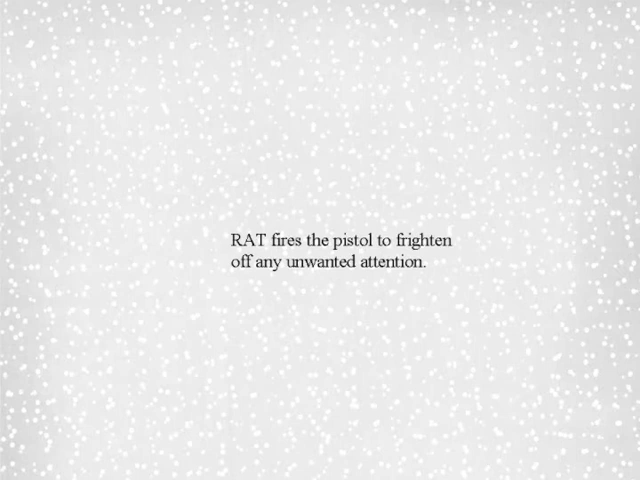 RAT fires the pistol to frighten
off any unwanted attention.